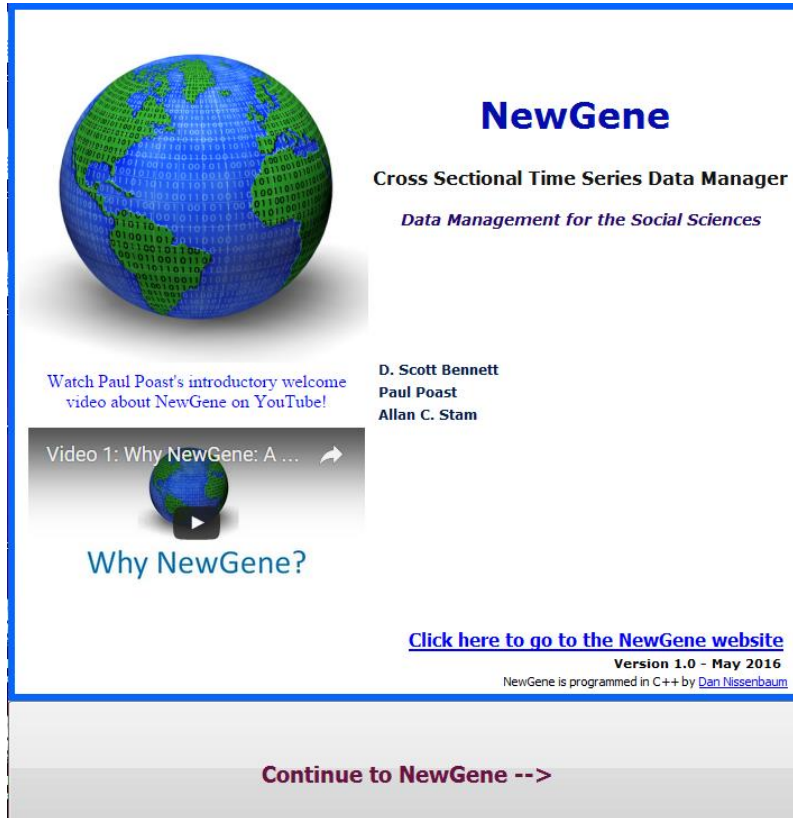 NewGene
Cross Sectional Time Series Data Manager
Data Management for the Social Sciences
Watch Paul Poast's introductory welcome
video about NewGene on YouTube!
D. Scott Bennett
Paul Poast
Allan C. Stam
Video 1: Why NewGene: A ...
Why NewGene?
Click here to go to the NewGene website
Version 1.0 - May 2016
NewGene is programmed in C++ by Dan Nissenbaum
Continue to NewGene -->